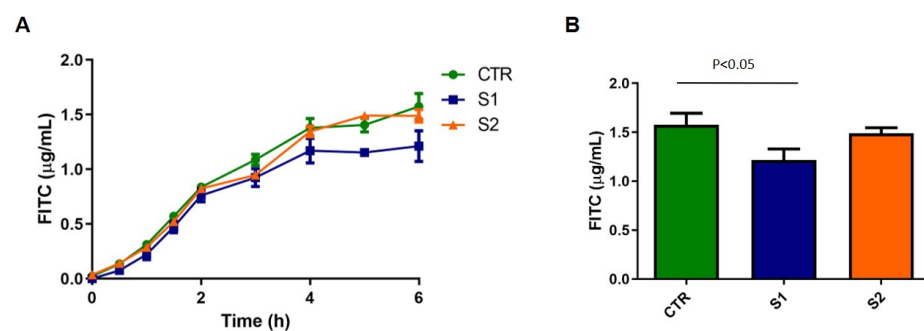 A
2.0
1.5
1.0
0.5
0.0
FITC (μg/mL)
0
2
4
6
Time (h)
CTR
S1
S2
B
P<0.05
2.0
1.5
1.0
0.5
0.0
FITC (μg/mL)
CTR
S1
S2